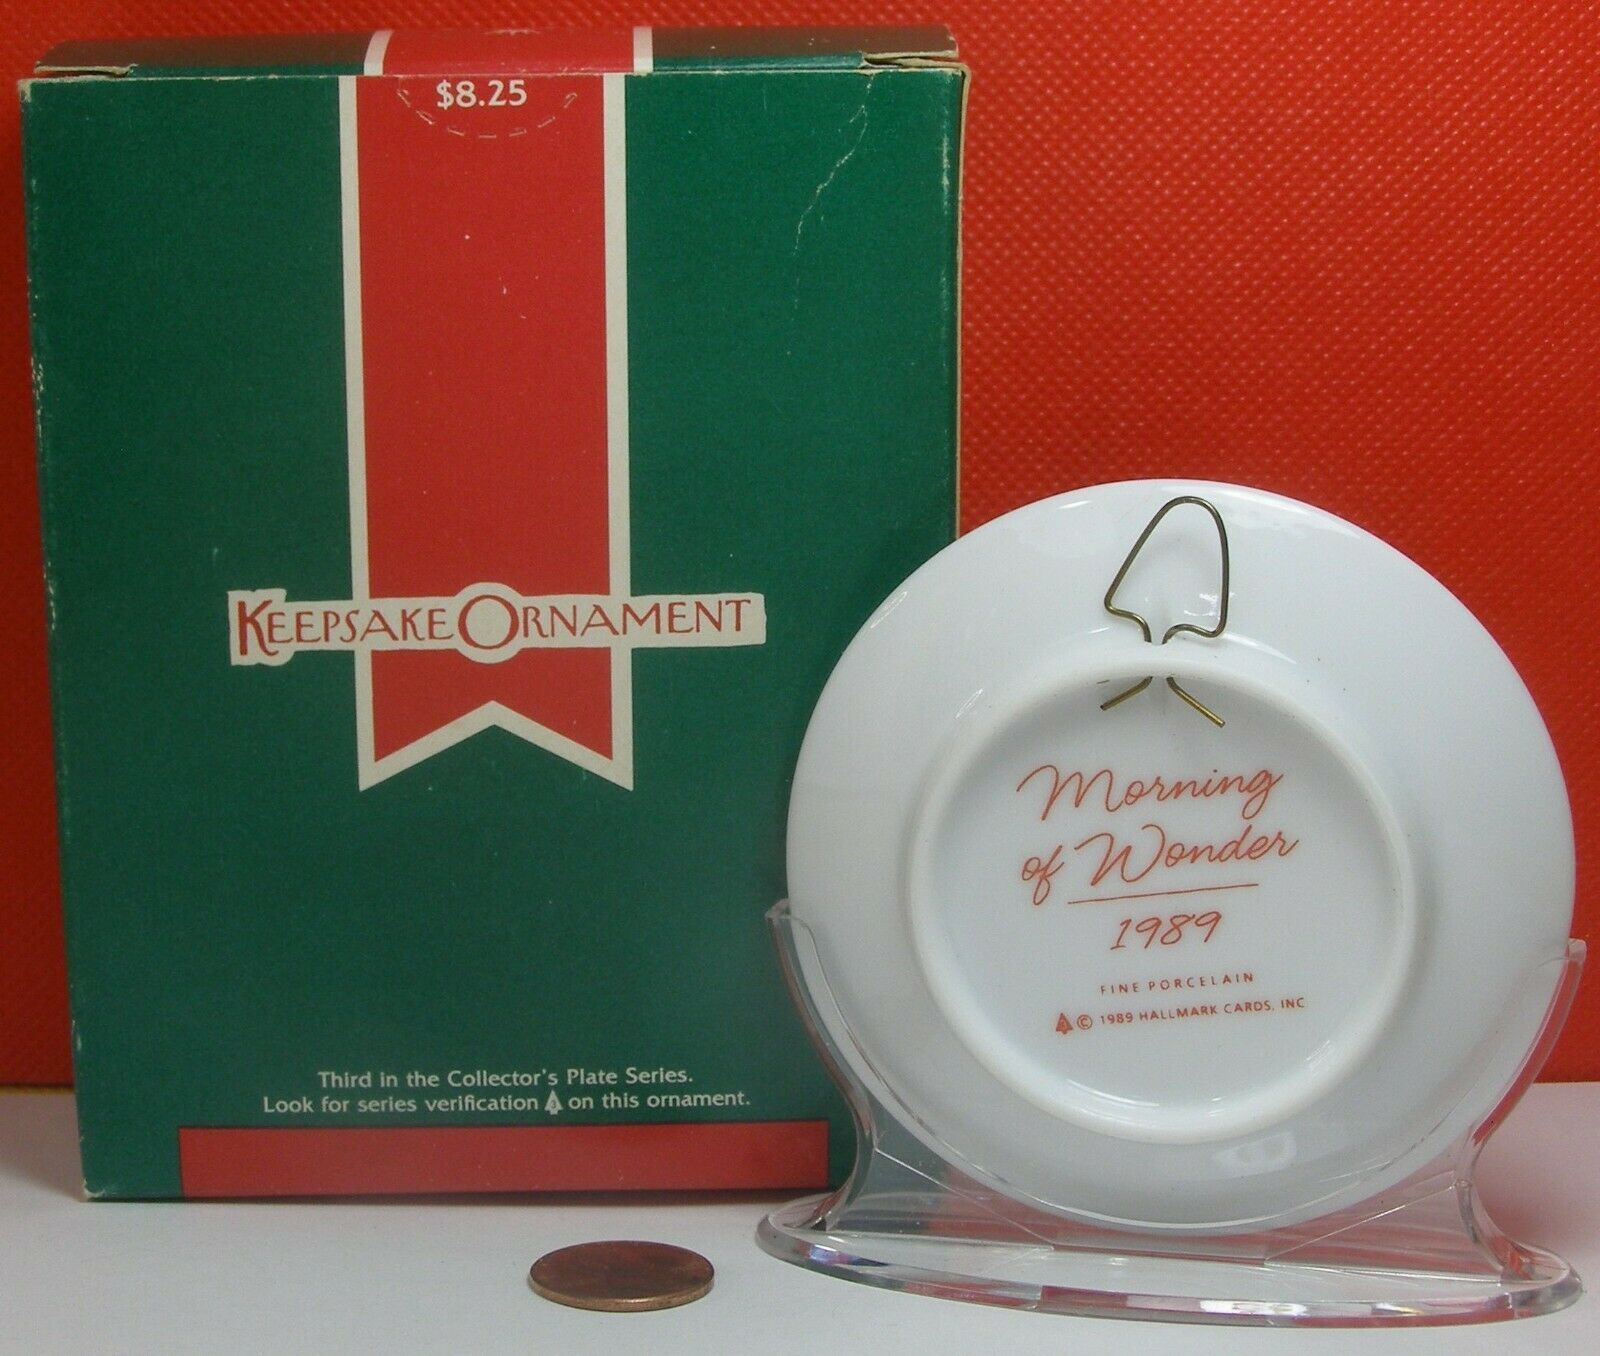 $8.25
KEEPSAKE ORNAMENT
Third in the Collector's Plate Series.
Look for series verification 3 on this ornament.
Morning
of Wonder
1989
FINE PORCELAIN
© 1989 HALLMARK CARDS, INC.